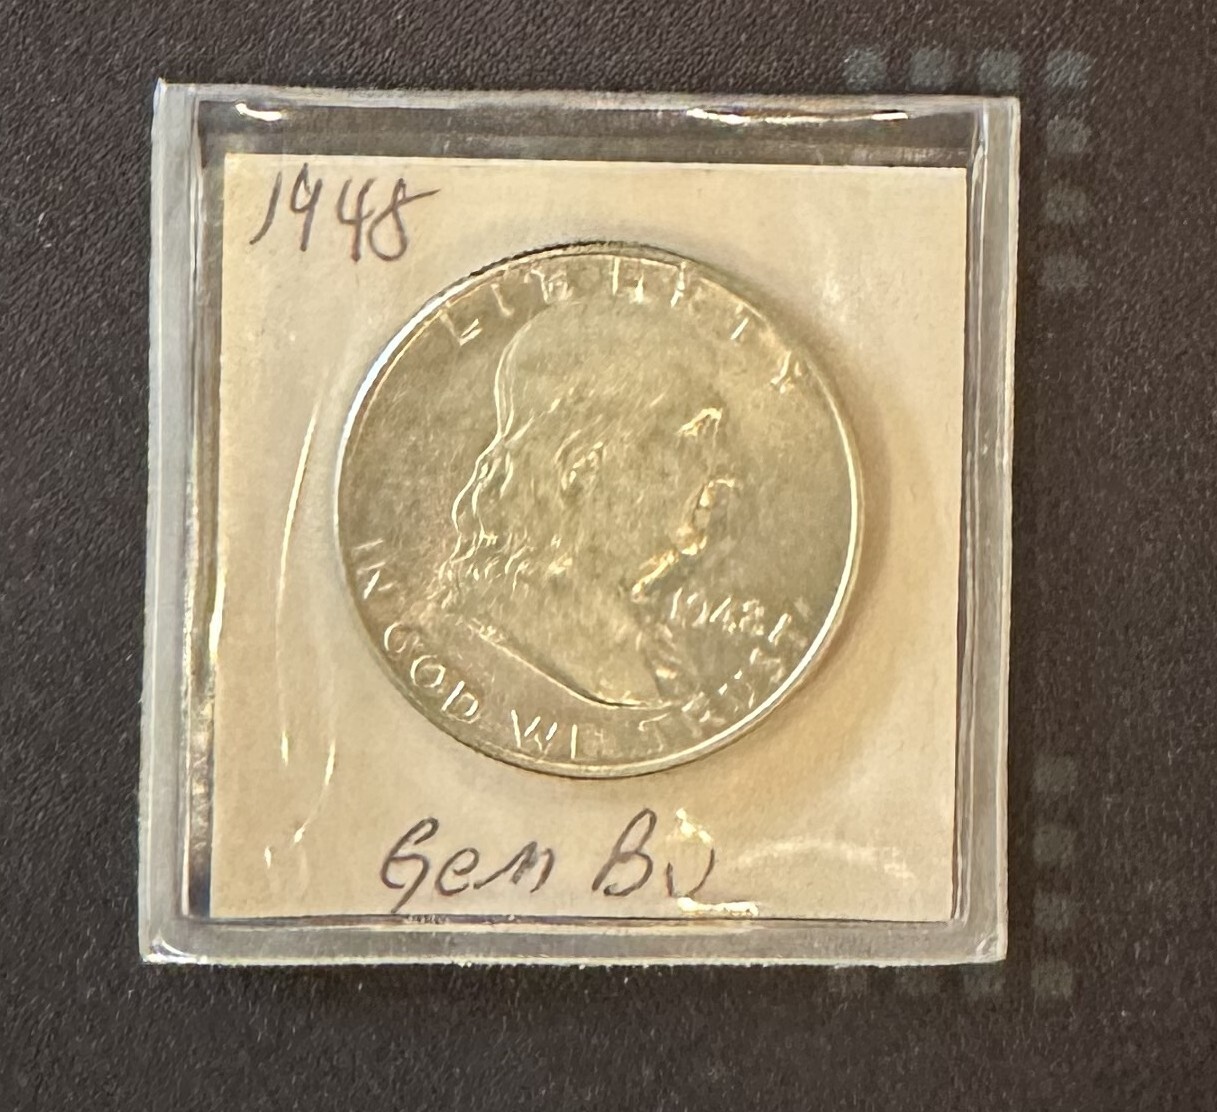 1948
LIBERTY
1948
IN GOD WE TRUST
Gem BU